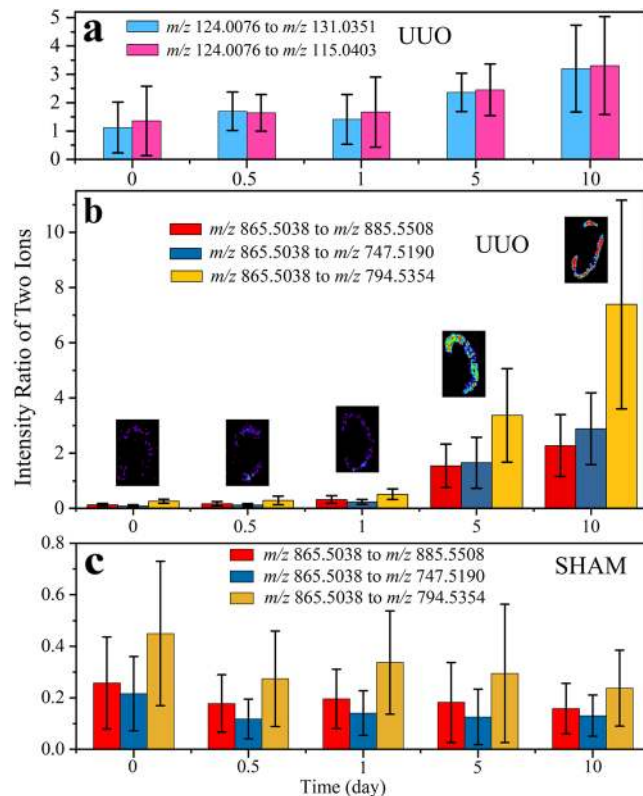 a
m/z 124.0076 to m/z 131.0351
m/z 124.0076 to m/z 115.0403
UUO
5
4
3
2
1
0
0 0.5 1 5 10
b
m/z 865.5038 to m/z 885.5508
m/z 865.5038 to m/z 747.5190
m/z 865.5038 to m/z 794.5354
UUO
10
8
6
4
2
0
0 0.5 1 5 10
Intensity Ratio of Two Ions
c
m/z 865.5038 to m/z 885.5508
m/z 865.5038 to m/z 747.5190
m/z 865.5038 to m/z 794.5354
SHAM
0.8
0.6
0.4
0.2
0.0
0 0.5 1 5 10
Time (day)